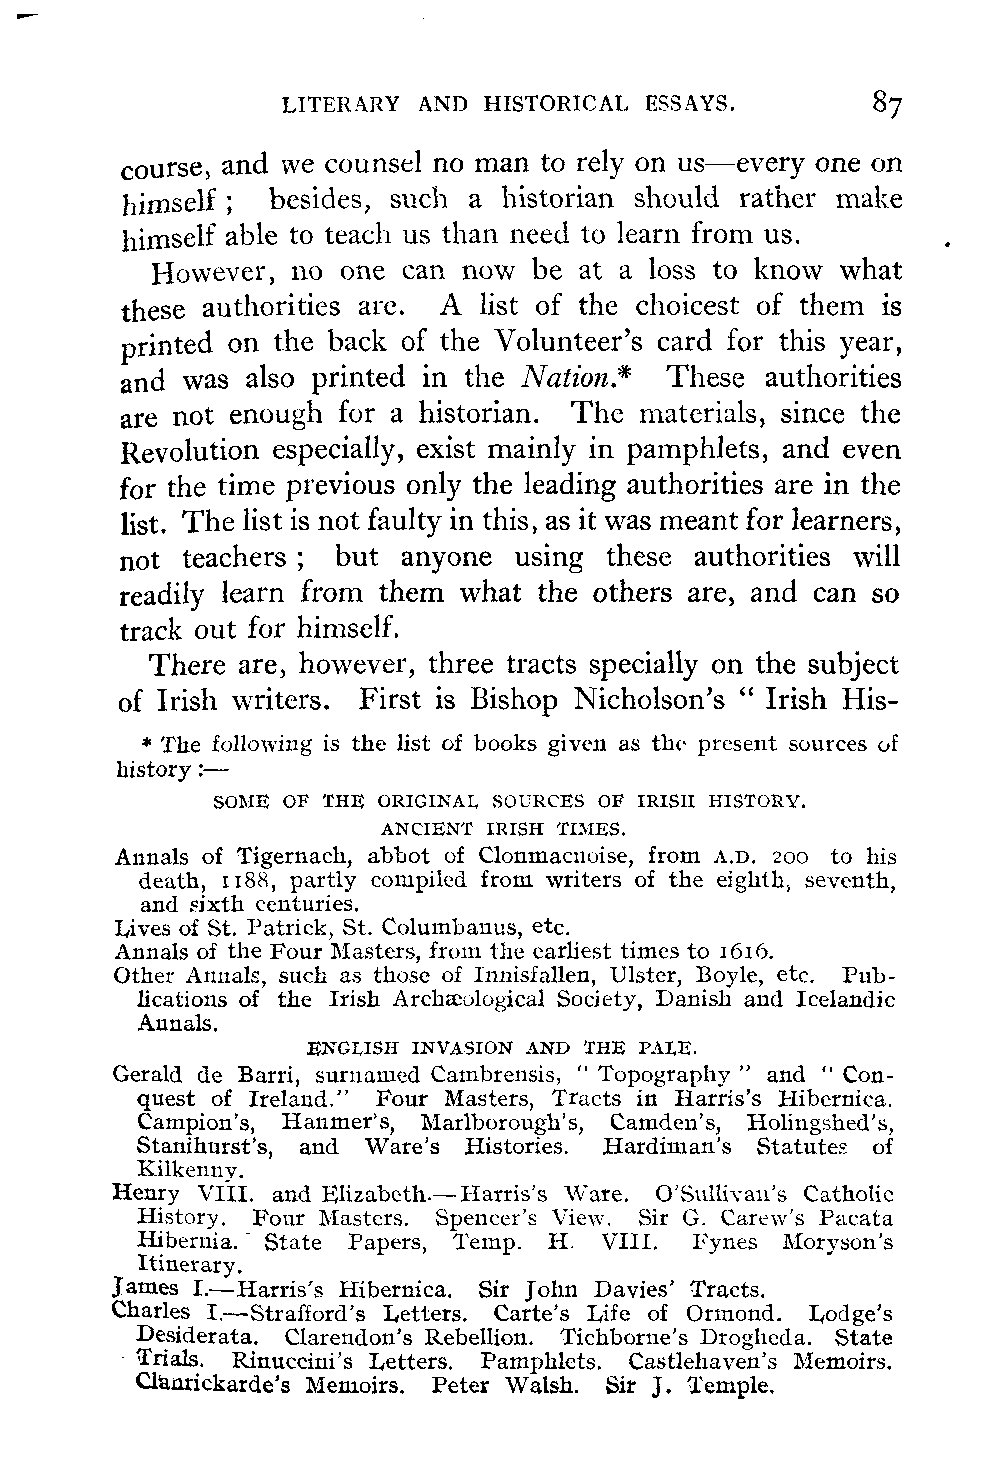 LITERARY AND HISTORICAL ESSAYS. 87
course, and we counsel no man to rely on us—every one on
himself ; besides, such a historian should rather make
himself able to teach us than need to learn from us.
However, no one can now be at a loss to know what
these authorities are. A list of the choicest of them is
printed on the back of the Volunteer's card for this year,
and was also printed in the Nation.* These authorities
are not enough for a historian. The materials, since the
Revolution especially, exist mainly in pamphlets, and even
for the time previous only the leading authorities are in the
list. The list is not faulty in this, as it was meant for learners,
not teachers ; but anyone using these authorities will
readily learn from them what the others are, and can so
track out for himself.
There are, however, three tracts specially on the subject
of Irish writers. First is Bishop Nicholson's “ Irish His-
* The following is the list of books given as the present sources of
history :—
SOME OF THE ORIGINAL SOURCES OF IRISH HISTORY.
ANCIENT IRISH TIMES.
Annals of Tigernach, abbot of Clonmacnoise, from A.D. 200 to his
death, 1188, partly compiled from writers of the eighth, seventh,
and sixth centuries.
Lives of St. Patrick, St. Columbanus, etc.
Annals of the Four Masters, from the earliest times to 1616.
Other Annals, such as those of Innisfallen, Ulster, Boyle, etc. Pub-
lications of the Irish Archæological Society, Danish and Icelandic
Annals.
ENGLISH INVASION AND THE PALE.
Gerald de Barri, surnamed Cambrensis, “ Topography ” and “ Con-
quest of Ireland.” Four Masters, Tracts in Harris's Hibernica.
Campion's, Hanmer's, Marlborough's, Camden's, Holingshed's,
Stanihurst's, and Ware's Histories. Hardiman's Statutes of
Kilkenny.
Henry VIII. and Elizabeth.—Harris's Ware. O'Sullivan's Catholic
History. Four Masters. Spencer's View. Sir G. Carew's Pacata
Hibernia. State Papers, Temp. H. VIII. Fynes Moryson's
Itinerary.
James I.—Harris's Hibernica. Sir John Davies' Tracts.
Charles I.—Strafford's Letters. Carte's Life of Ormond. Lodge's
Desiderata. Clarendon's Rebellion. Tichborne's Drogheda. State
Trials. Rinuccini's Letters. Pamphlets. Castlehaven's Memoirs.
Clanrickarde's Memoirs. Peter Walsh. Sir J. Temple.